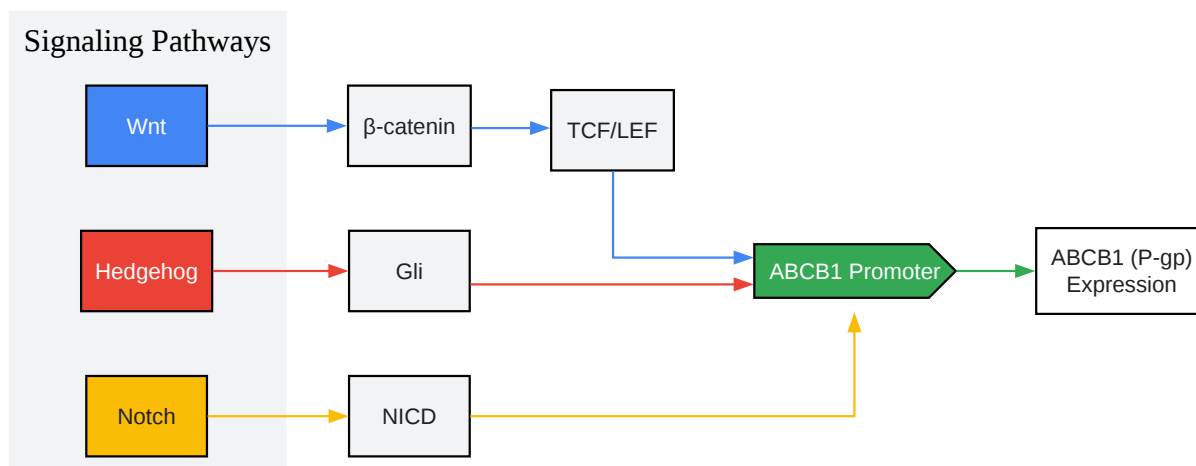 Signaling Pathways
Wnt
β-catenin
TCF/LEF
Hedgehog
Gli
ABCB1 Promoter
ABCB1 (P-gp)
Expression
Notch
NICD